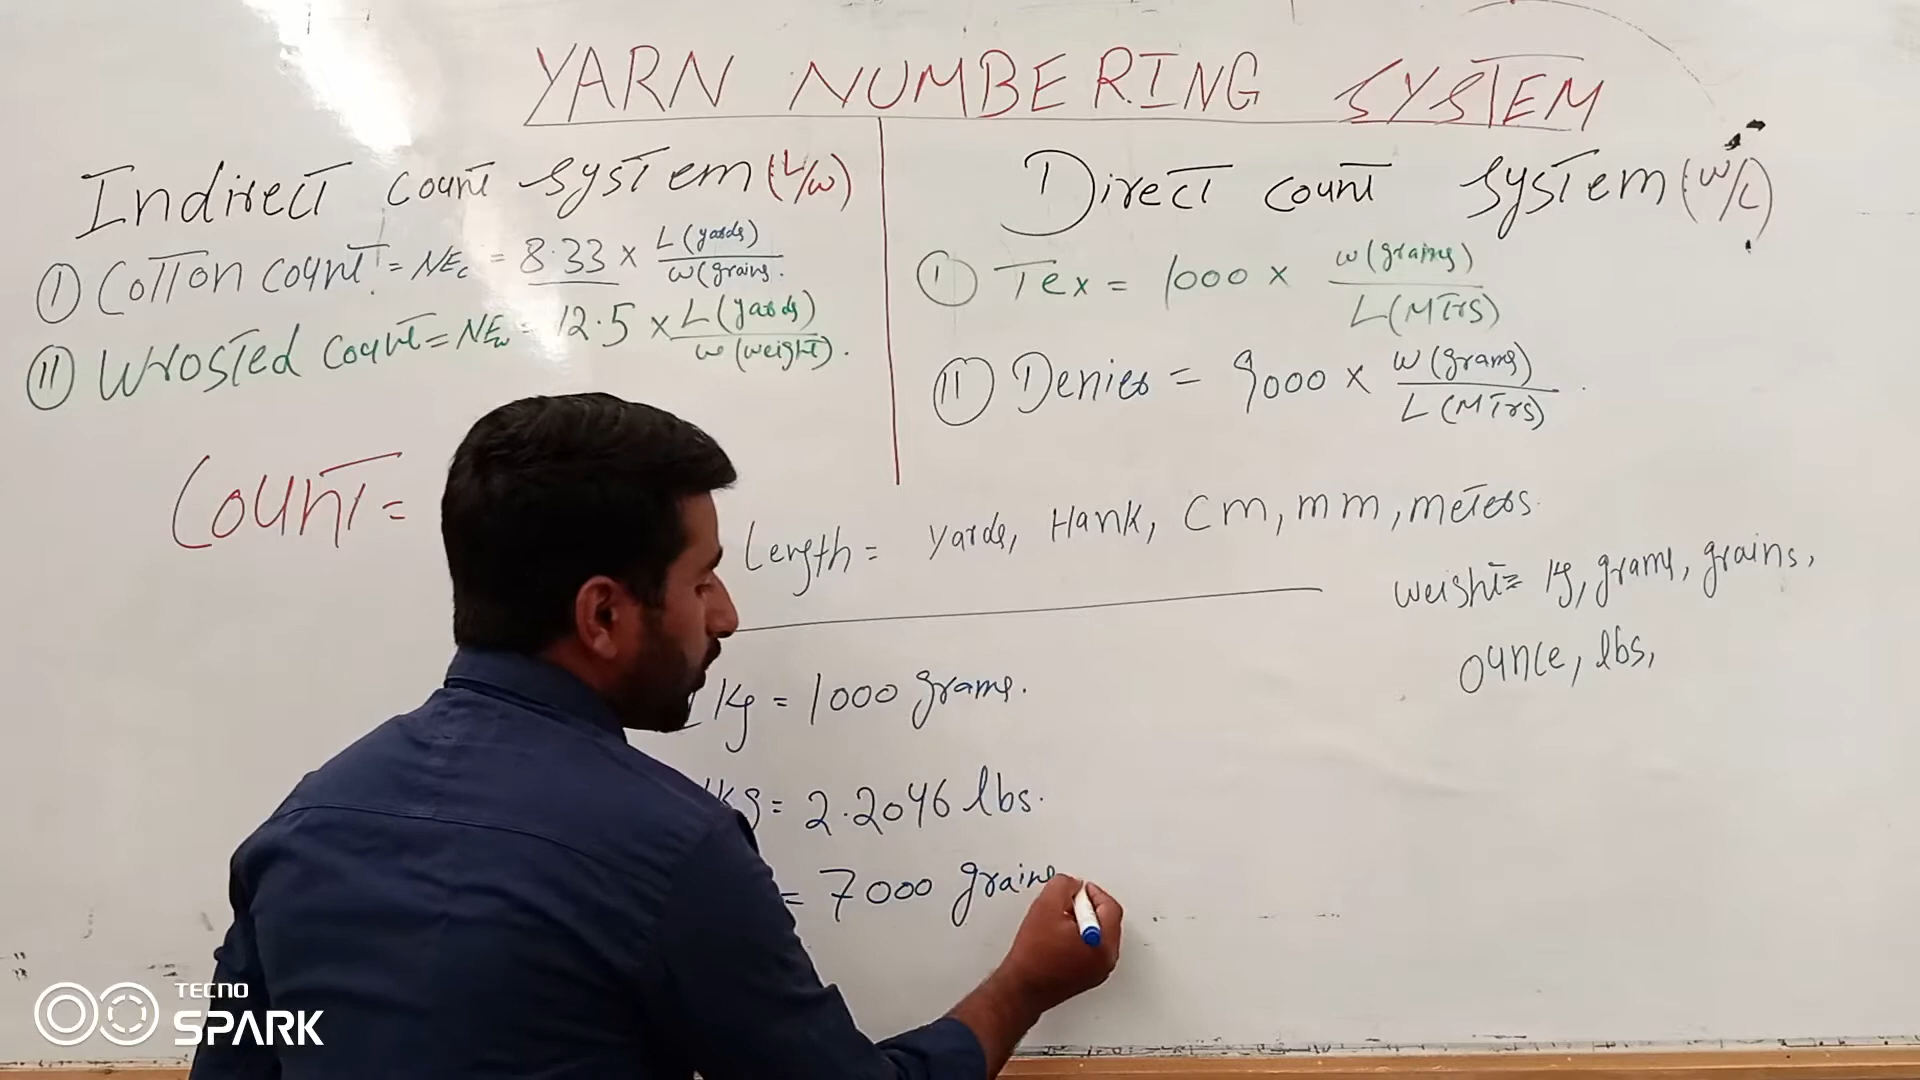 YARN NUMBERING SYSTEM
Indirect count system (L/w)
I Cotton count = NEc = 8.33 x L (yards) / w (grains.
II Wrosted count = NEw = 12.5 x L (yards) / w (weight).
Direct count system (w/L)
I Tex = 1000 x w (grams) / L (Mtrs)
II Denier = 9000 x w (grams) / L (Mtrs)
Count =
Length = Yards, Hank, Cm, mm, meters.
weight = kg, grams, grains,
ounce, lbs,
1 kg = 1000 grams.
kg = 2.2046 lbs.
= 7000 grains
TECNO
SPARK